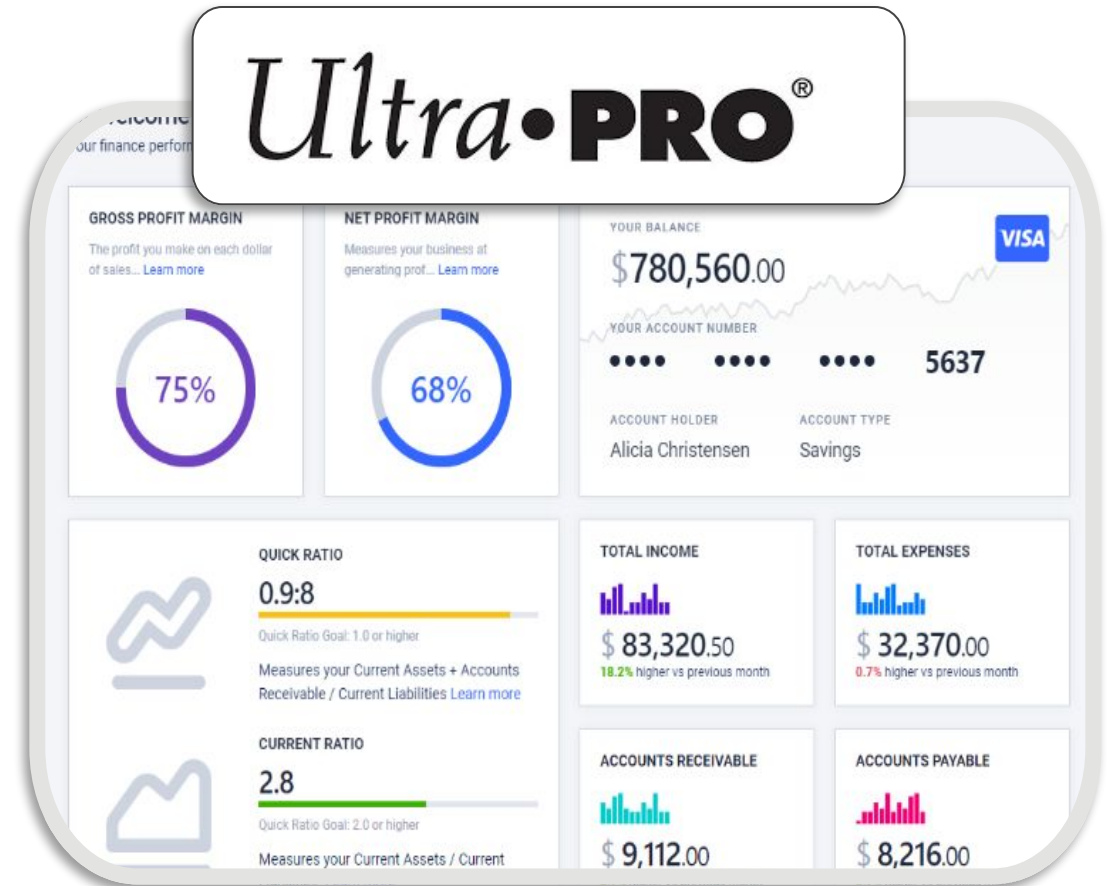 Ultra•PRO®
our finance perform
GROSS PROFIT MARGIN
The profit you make on each dollar
of sales... Learn more
75%
NET PROFIT MARGIN
Measures your business at
generating prof... Learn more
68%
YOUR BALANCE
$780,560.00
VISA
YOUR ACCOUNT NUMBER
•••• •••• •••• 5637
ACCOUNT HOLDER
Alicia Christensen
ACCOUNT TYPE
Savings
QUICK RATIO
0.9:8
Quick Ratio Goal: 1.0 or higher
Measures your Current Assets + Accounts
Receivable / Current Liabilities Learn more
CURRENT RATIO
2.8
Quick Ratio Goal: 2.0 or higher
Measures your Current Assets / Current
TOTAL INCOME
$ 83,320.50
18.2% higher vs previous month
TOTAL EXPENSES
$ 32,370.00
0.7% higher vs previous month
ACCOUNTS RECEIVABLE
$ 9,112.00
ACCOUNTS PAYABLE
$ 8,216.00